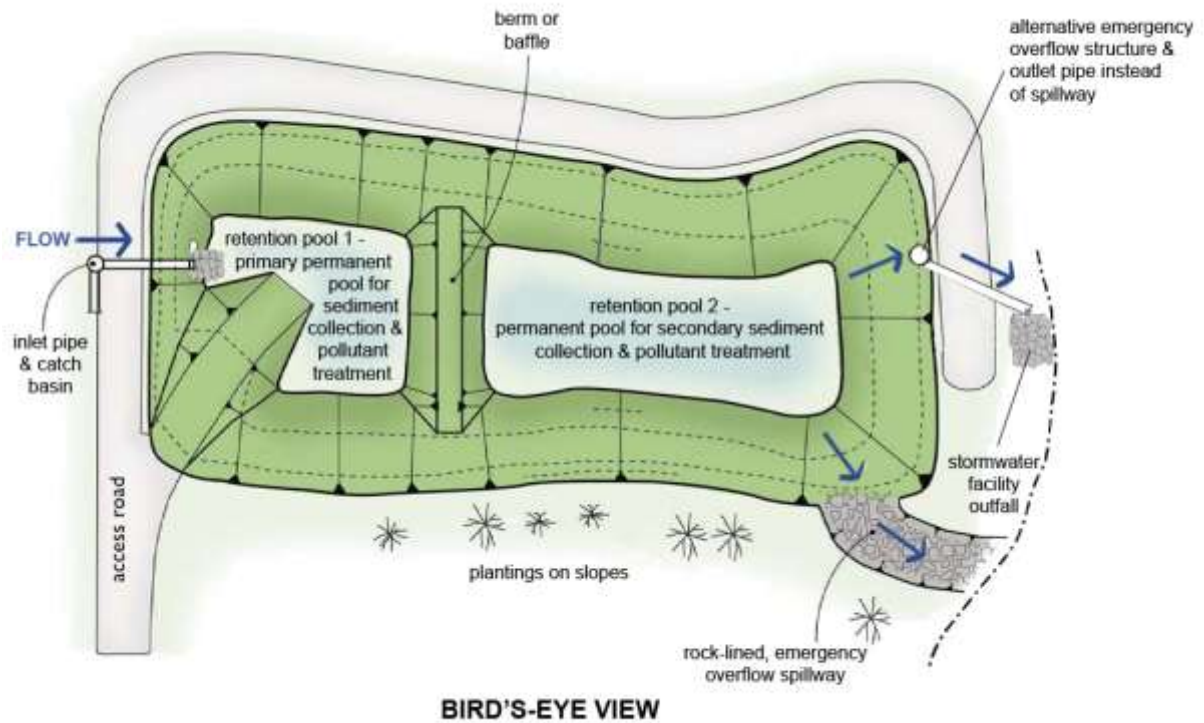 berm or
baffle
alternative emergency
overflow structure &
outlet pipe instead
of spillway
FLOW
retention pool 1 -
primary permanent
pool for
sediment
collection &
pollutant
treatment
retention pool 2 -
permanent pool for secondary sediment
collection & pollutant treatment
inlet pipe
& catch
basin
stormwater
facility
outfall
access road
plantings on slopes
rock-lined, emergency
overflow spillway
BIRD'S-EYE VIEW